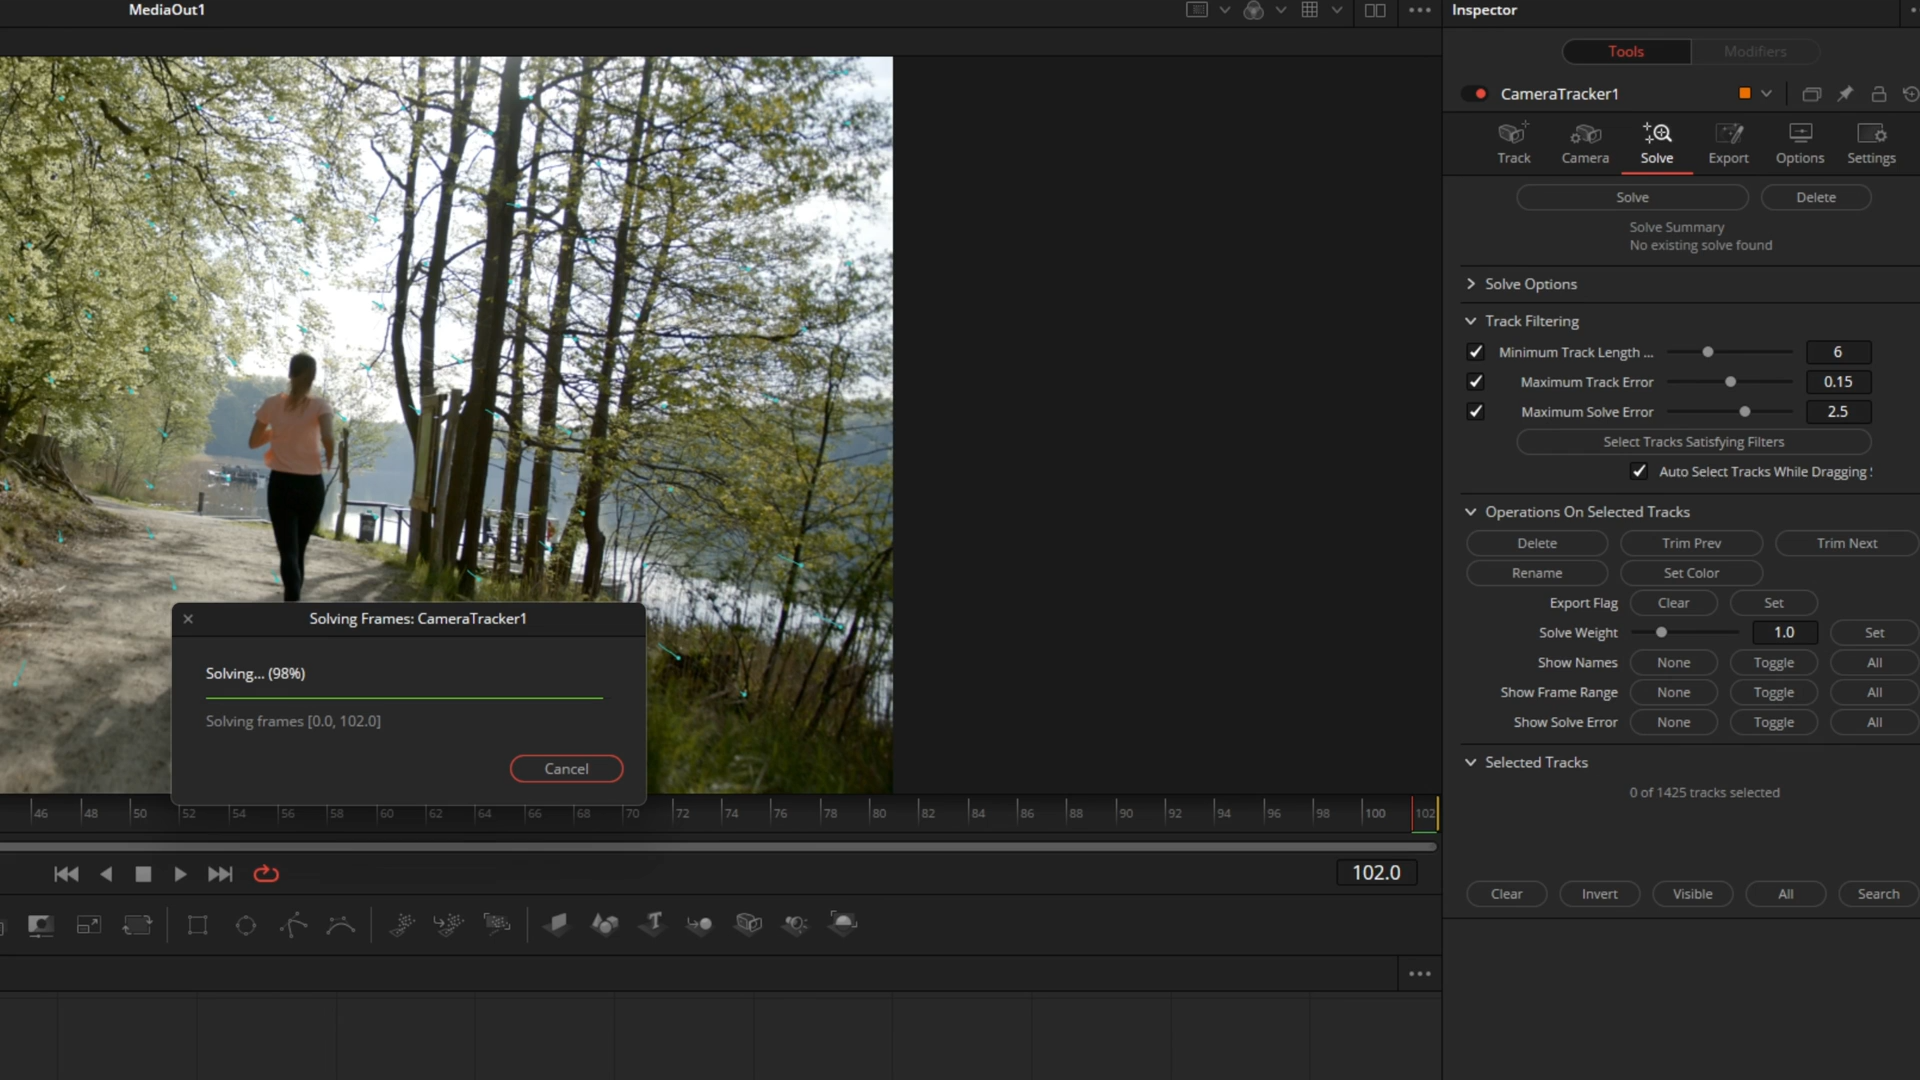 MediaOut1
Inspector
Tools
Modifiers
CameraTracker1
Track
Camera
Solve
Export
Options
Settings
Solve
Delete
Solve Summary
No existing solve found
Solve Options
Track Filtering
Minimum Track Length ...
6
Maximum Track Error
0.15
Maximum Solve Error
2.5
Select Tracks Satisfying Filters
Auto Select Tracks While Dragging
Operations On Selected Tracks
Delete
Trim Prev
Trim Next
Rename
Set Color
Export Flag
Clear
Set
Solve Weight
1.0
Set
Show Names
None
Toggle
All
Show Frame Range
None
Toggle
All
Show Solve Error
None
Toggle
All
Selected Tracks
0 of 1425 tracks selected
Clear
Invert
Visible
All
Search
Solving Frames: CameraTracker1
Solving... (98%)
Solving frames [0.0, 102.0]
Cancel
46 48 50 52 54 56 58 60 62 64 66 68 70 72 74 76 78 80 82 84 86 88 90 92 94 96 98 100 102
102.0